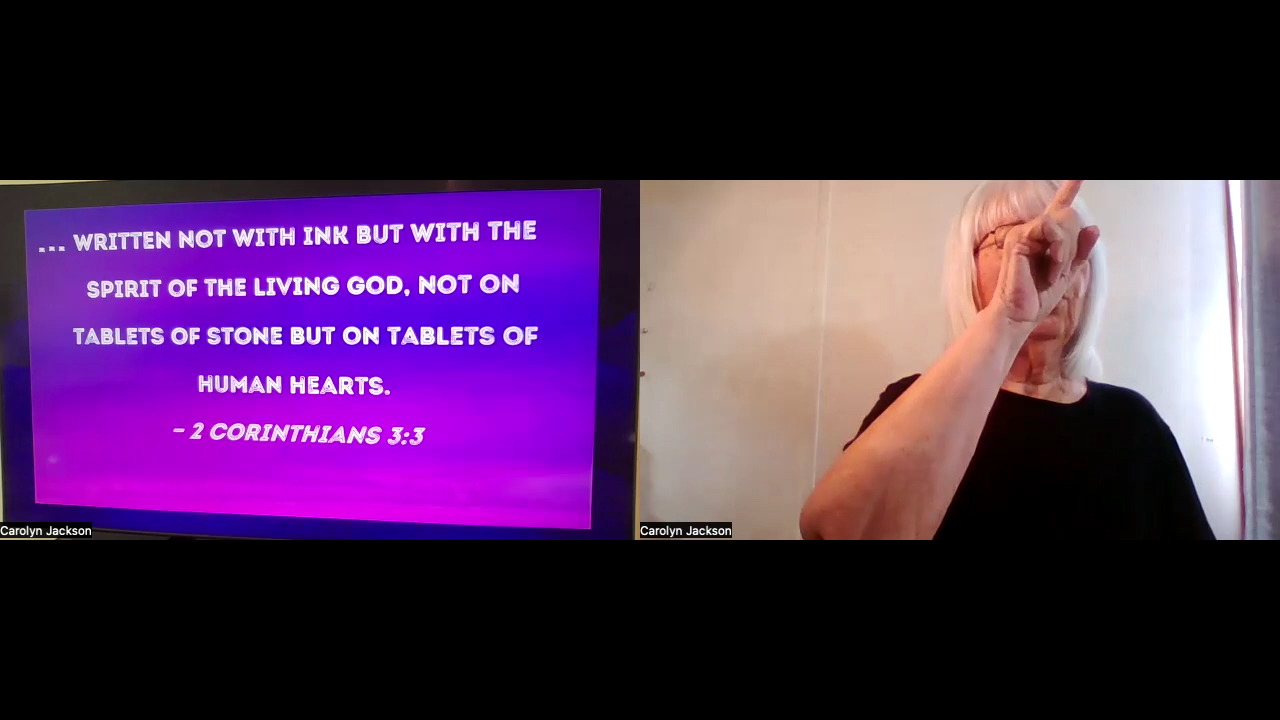 ... WRITTEN NOT WITH INK BUT WITH THE
SPIRIT OF THE LIVING GOD, NOT ON
TABLETS OF STONE BUT ON TABLETS OF
HUMAN HEARTS.
– 2 CORINTHIANS 3:3
Carolyn Jackson
Carolyn Jackson